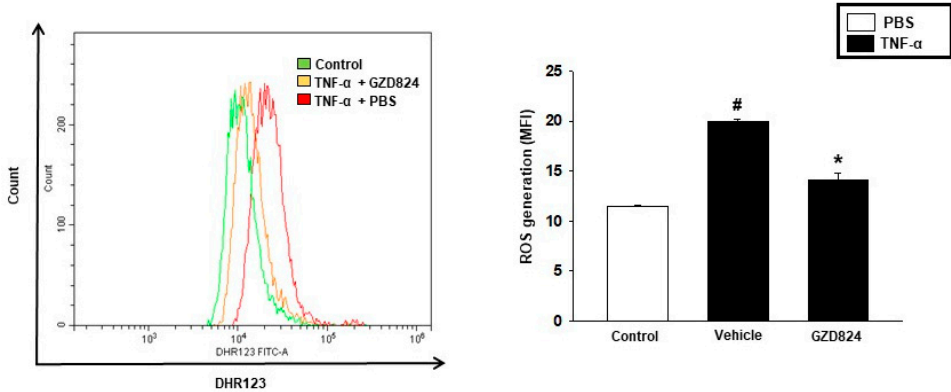 PBS
TNF-α
Control
TNF-α + GZD824
TNF-α + PBS
Count
Count
200
100
0
10³
10⁴
10⁵
10⁶
DHR123 FITC-A
DHR123
ROS generation (MFI)
25
20
15
10
5
0
#
*
Control
Vehicle
GZD824